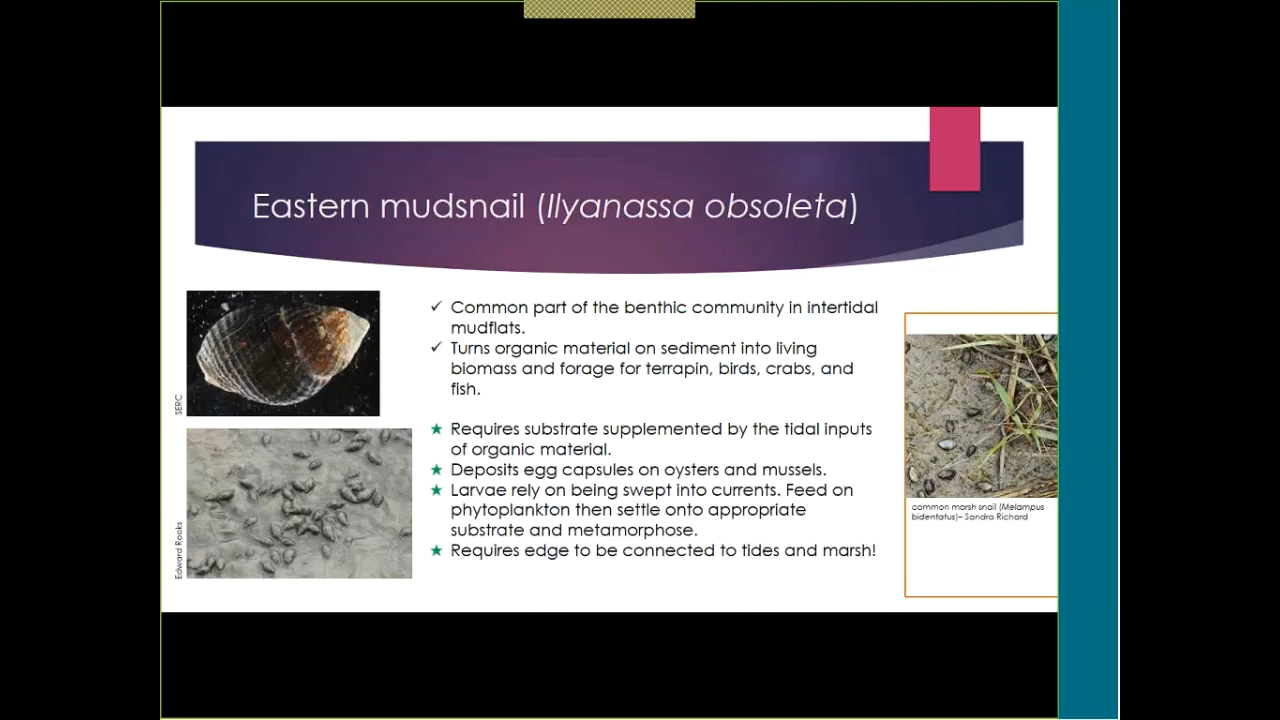 Eastern mudsnail (Ilyanassa obsoleta)
✓ Common part of the benthic community in intertidal
mudflats.
✓ Turns organic material on sediment into living
biomass and forage for terrapin, birds, crabs, and
fish.
★ Requires substrate supplemented by the tidal inputs
of organic material.
★ Deposits egg capsules on oysters and mussels.
★ Larvae rely on being swept into currents. Feed on
phytoplankton then settle onto appropriate
substrate and metamorphose.
★ Requires edge to be connected to tides and marsh!
SERC
Edward Rooks
common marsh snail (Melampus
bidentatus)– Sandra Richard